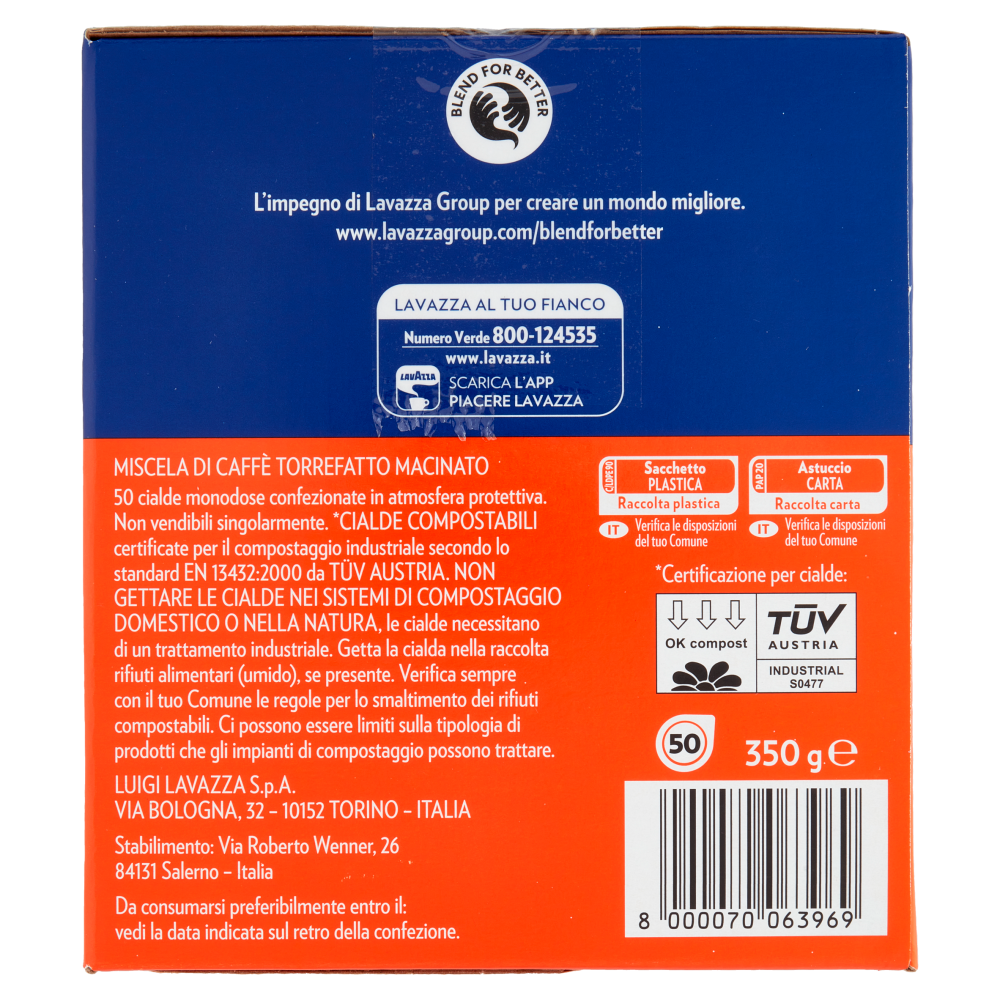 BLEND FOR BETTER
L'impegno di Lavazza Group per creare un mondo migliore.
www.lavazzagroup.com/blendforbetter
LAVAZZA AL TUO FIANCO
Numero Verde 800-124535
www.lavazza.it
LAVAZZA
SCARICA L'APP
PIACERE LAVAZZA
MISCELA DI CAFFÈ TORREFATTO MACINATO
50 cialde monodose confezionate in atmosfera protettiva.
Non vendibili singolarmente. *CIALDE COMPOSTABILI
certificate per il compostaggio industriale secondo lo
standard EN 13432:2000 da TÜV AUSTRIA. NON
GETTARE LE CIALDE NEI SISTEMI DI COMPOSTAGGIO
DOMESTICO O NELLA NATURA, le cialde necessitano
di un trattamento industriale. Getta la cialda nella raccolta
rifiuti alimentari (umido), se presente. Verifica sempre
con il tuo Comune le regole per lo smaltimento dei rifiuti
compostabili. Ci possono essere limiti sulla tipologia di
prodotti che gli impianti di compostaggio possono trattare.
LUIGI LAVAZZA S.p.A.
VIA BOLOGNA, 32 – 10152 TORINO – ITALIA
Stabilimento: Via Roberto Wenner, 26
84131 Salerno – Italia
Da consumarsi preferibilmente entro il:
vedi la data indicata sul retro della confezione.
C/LDPE 90
Sacchetto
PLASTICA
Raccolta plastica
IT
Verifica le disposizioni
del tuo Comune
PAP 20
Astuccio
CARTA
Raccolta carta
IT
Verifica le disposizioni
del tuo Comune
*Certificazione per cialde:
OK compost
TÜV
AUSTRIA
INDUSTRIAL
S0477
50
350 g ℮
8 000070 063969